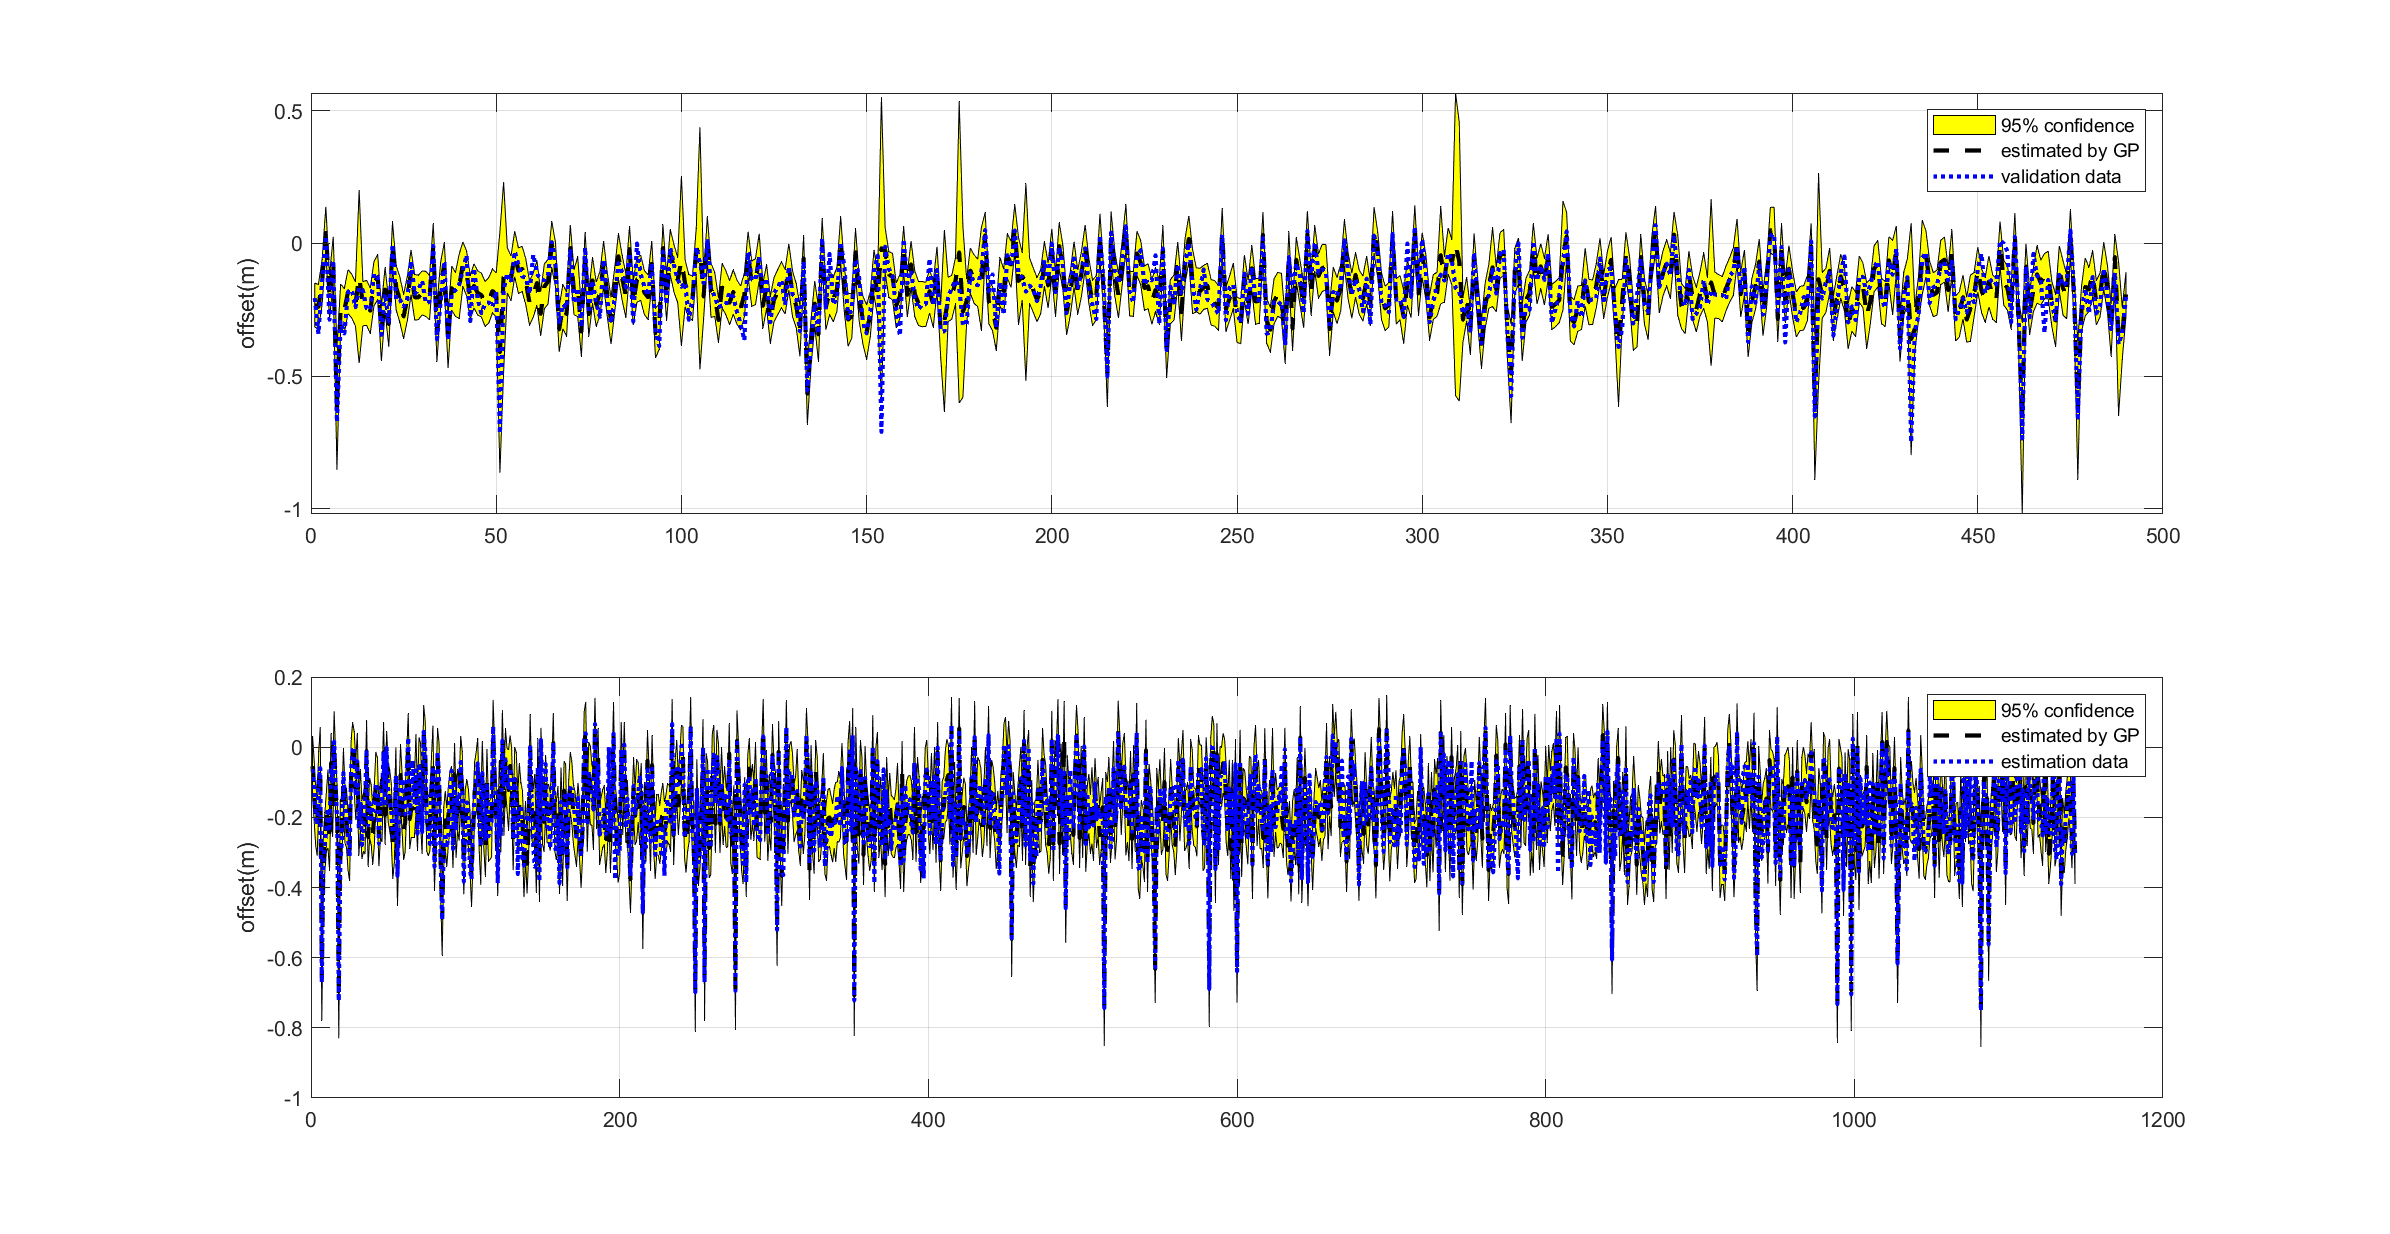 0.5
0
-0.5
-1
offset(m)
95% confidence
estimated by GP
validation data
0 50 100 150 200 250 300 350 400 450 500
0.2
0
-0.2
-0.4
-0.6
-0.8
-1
offset(m)
95% confidence
estimated by GP
estimation data
0 200 400 600 800 1000 1200